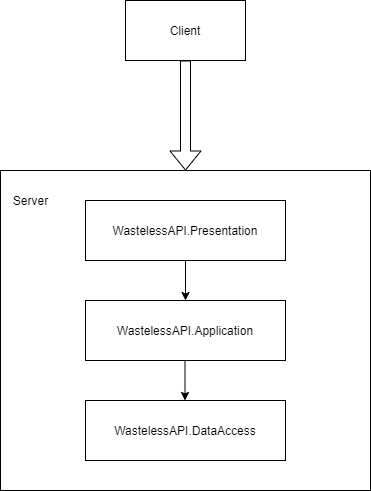 Client
Server
WastelessAPI.Presentation
WastelessAPI.Application
WastelessAPI.DataAccess